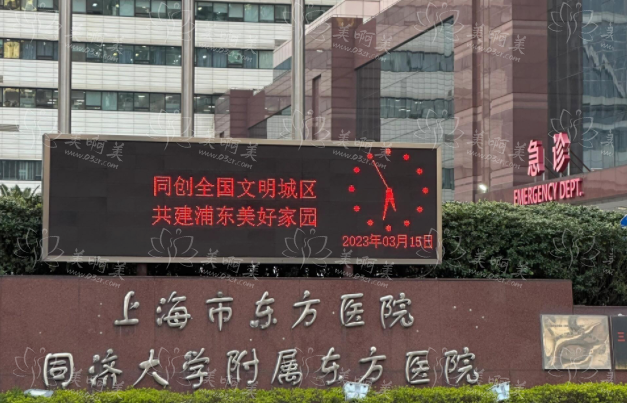 同创全国文明城区
共建浦东美好家园
2023年03月15日
急诊
EMERGENCY DEPT.
上海市东方医院
同济大学附属东方医院
三